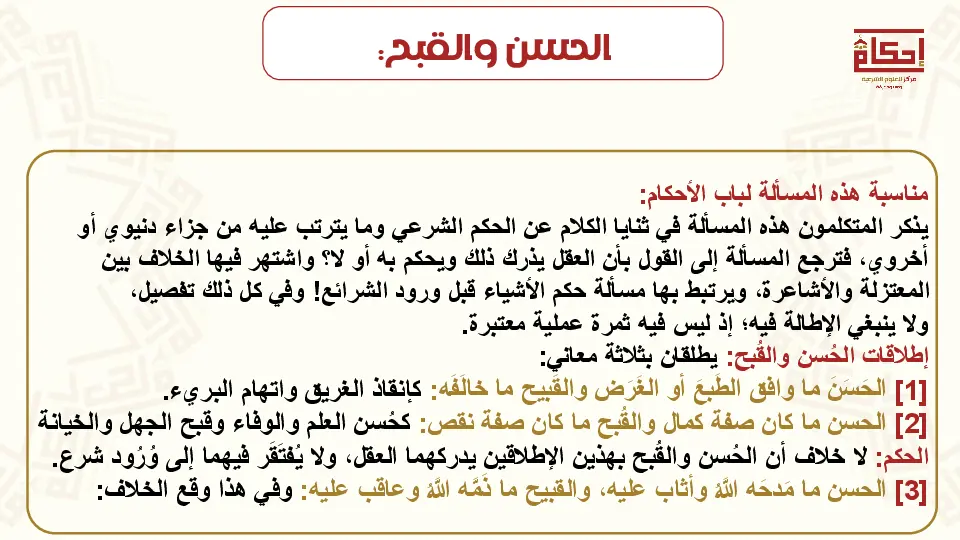 الحسن والقبح:
إحكام
مركز للعلوم الشرعية
مناسبة هذه المسألة لباب الأحكام:
يذكر المتكلمون هذه المسألة في ثنايا الكلام عن الحكم الشرعي وما يترتب عليه من جزاء دنيوي أو
أخروي، فترجع المسألة إلى القول بأن العقل يذرك ذلك ويحكم به أو لا؟ واشتهر فيها الخلاف بين
المعتزلة والأشاعرة، ويرتبط بها مسألة حكم الأشياء قبل ورود الشرائع! وفي كل ذلك تفصيل،
ولا ينبغي الإطالة فيه؛ إذ ليس فيه ثمرة عملية معتبرة.
إطلاقات الحُسن والقُبح: يطلقان بثلاثة معاني:
[1] الحَسَنَ ما وافق الطَبعَ أو الغَرَض والقَبيح ما خالَفَه: كإنقاذ الغريق واتهام البريء.
[2] الحسن ما كان صفة كمال والقُبح ما كان صفة نقص: كحُسن العلم والوفاء وقبح الجهل والخيانة
الحكم: لا خلاف أن الحُسن والقُبح بهذين الإطلاقين يدركهما العقل، ولا يُفتَقَر فيهما إلى وُرُود شرع.
[3] الحسن ما مَدحَه اللَّهُ وأثاب عليه، والقبيح ما ذَمَّه اللَّهُ وعاقب عليه: وفي هذا وقع الخلاف: